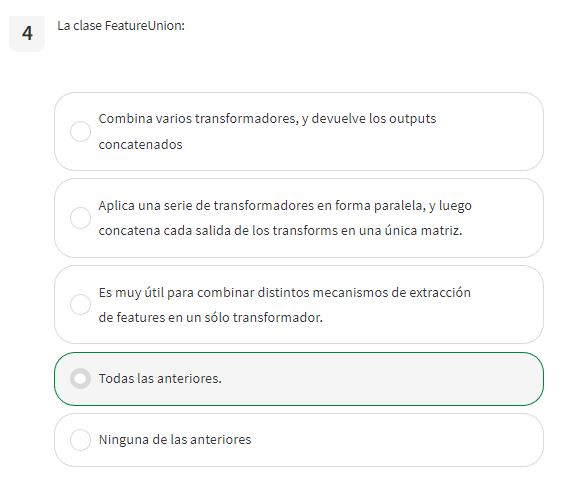 4
La clase FeatureUnion:
Combina varios transformadores, y devuelve los outputs
concatenados
Aplica una serie de transformadores en forma paralela, y luego
concatena cada salida de los transforms en una única matriz.
Es muy útil para combinar distintos mecanismos de extracción
de features en un sólo transformador.
Todas las anteriores.
Ninguna de las anteriores